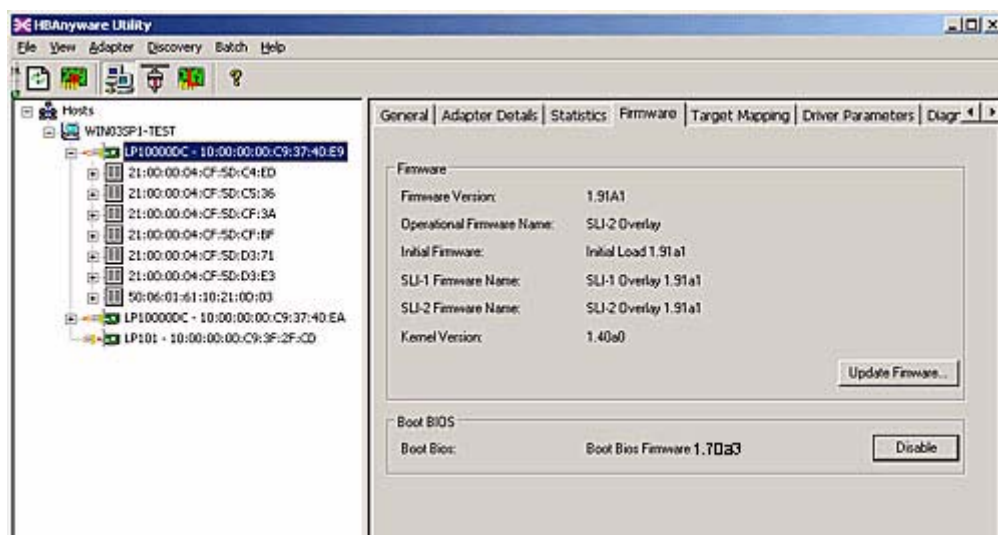 HBAnyware Utility
File View Adapter Discovery Batch Help
Hosts
WIN03SP1-TEST
LP10000DC - 10:00:00:00:C9:37:40:E9
21:00:00:04:CF:5D:C4:ED
21:00:00:04:CF:5D:C5:36
21:00:00:04:CF:5D:CF:3A
21:00:00:04:CF:5D:CF:BF
21:00:00:04:CF:5D:D3:71
21:00:00:04:CF:5D:D3:E3
50:06:01:61:10:21:0D:03
LP10000DC - 10:00:00:00:C9:37:40:EA
LP101 - 10:00:00:00:C9:3F:2F:CD
General Adapter Details Statistics Firmware Target Mapping Driver Parameters Diagr
Firmware
Firmware Version: 1.91A1
Operational Firmware Name: SLI-2 Overlay
Initial Firmware: Initial Load 1.91a1
SLI-1 Firmware Name: SLI-1 Overlay 1.91a1
SLI-2 Firmware Name: SLI-2 Overlay 1.91a1
Kernel Version: 1.40a0
Update Firmware...
Boot BIOS
Boot Bios: Boot Bios Firmware 1.70a3
Disable